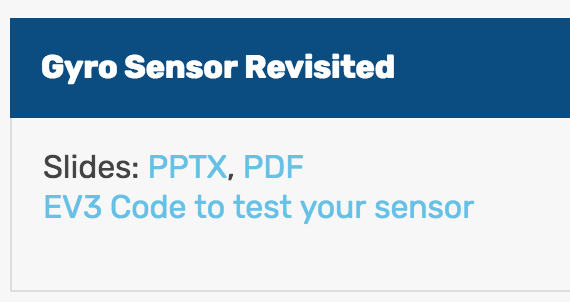 Gyro Sensor Revisited
Slides: PPTX, PDF
EV3 Code to test your sensor